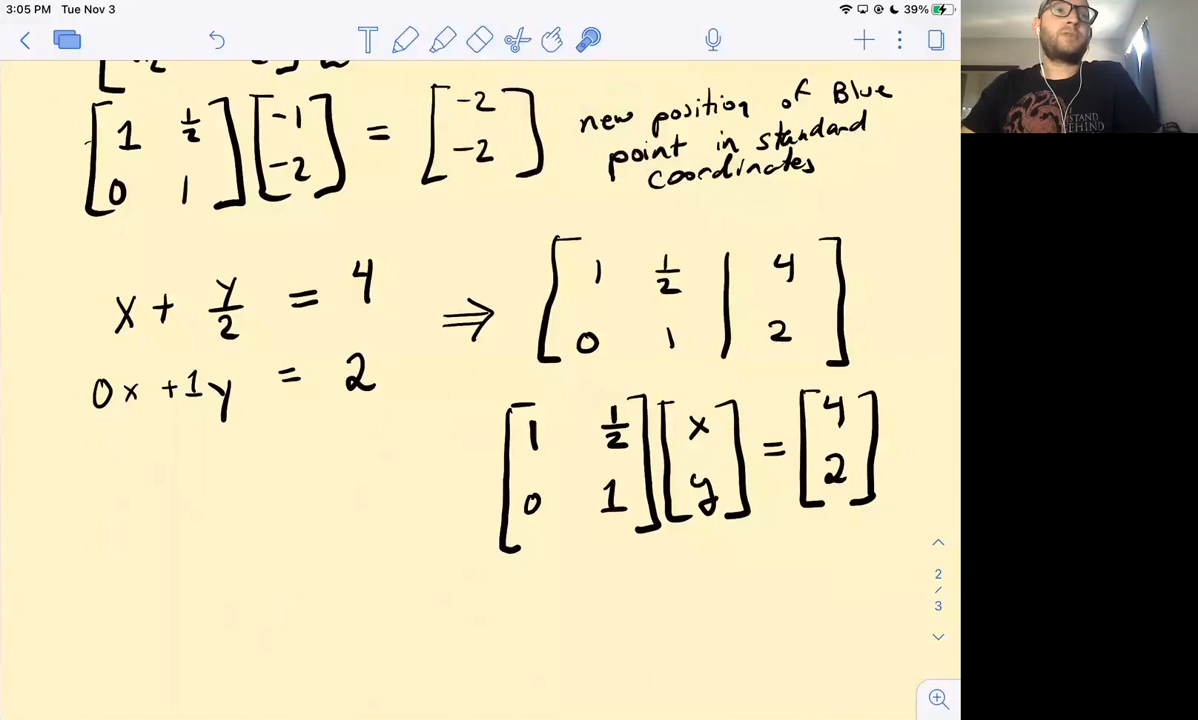 3:05 PM Tue Nov 3
39%
T
[1 1/2] [-1] = [-2] new position of Blue
[0 1] [-2] [-2] point in standard
coordinates
x + y/2 = 4 ⇒ [1 1/2 | 4]
0x + 1y = 2 [0 1 | 2]
[1 1/2] [x] = [4]
[0 1] [y] [2]
2
/
3
STAND
BEHIND